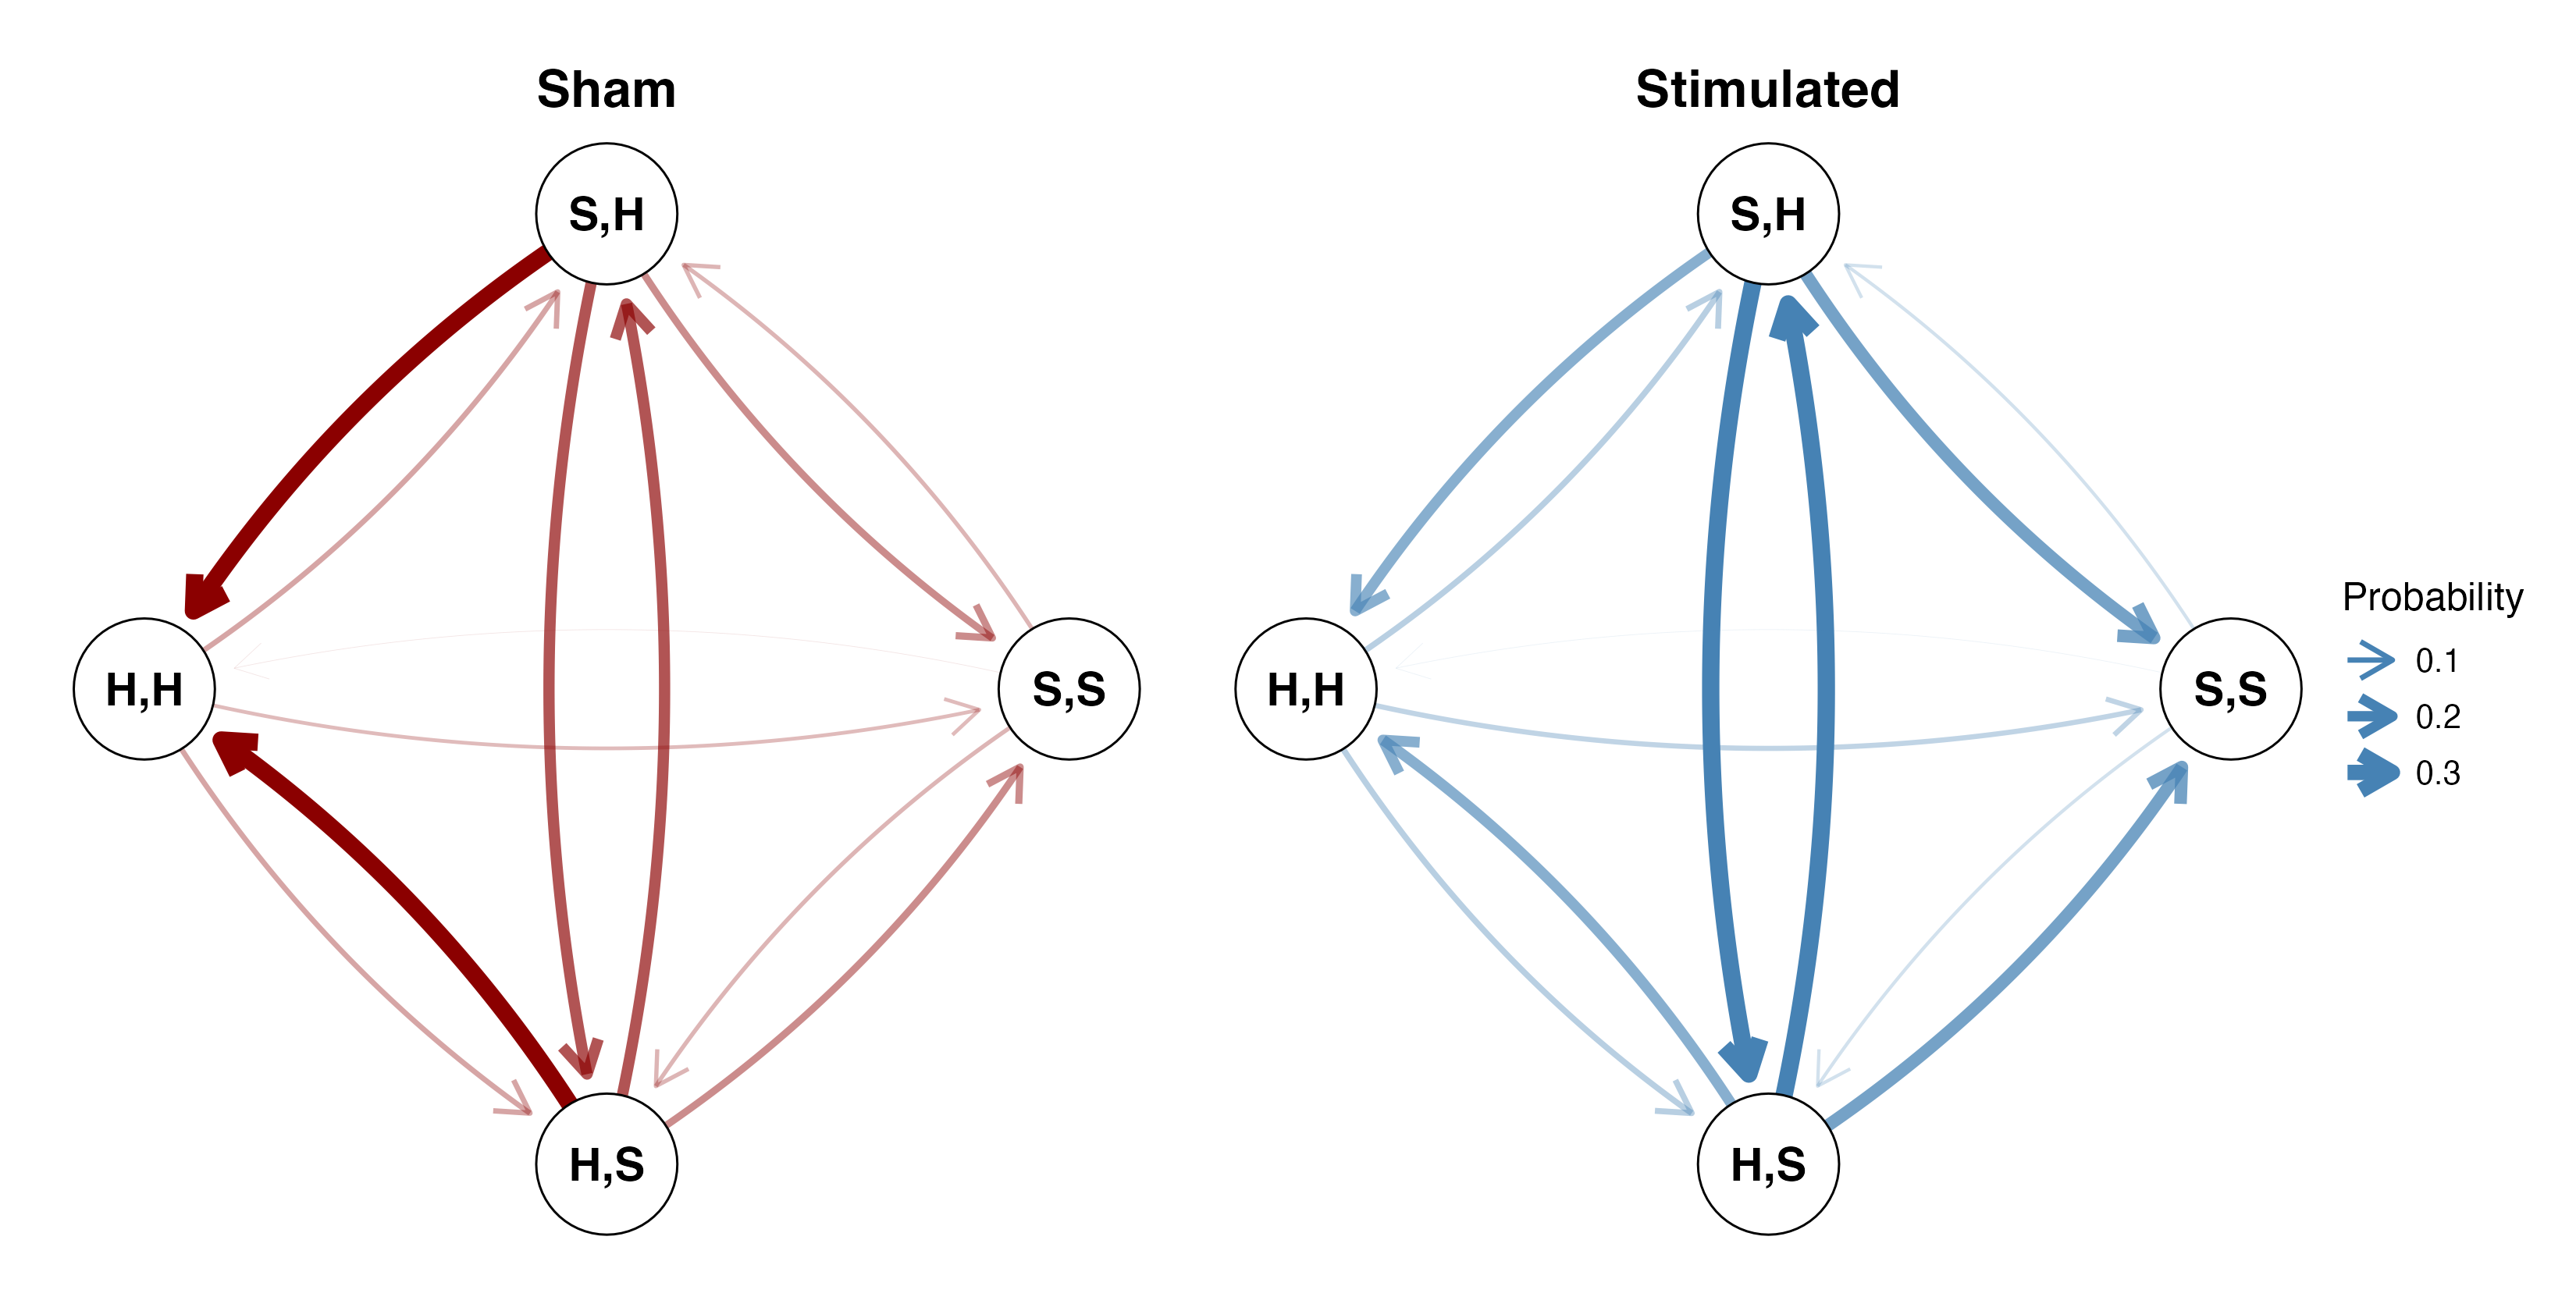 Sham
S,H
H,H
S,S
H,S
Stimulated
S,H
H,H
S,S
H,S
Probability
0.1
0.2
0.3